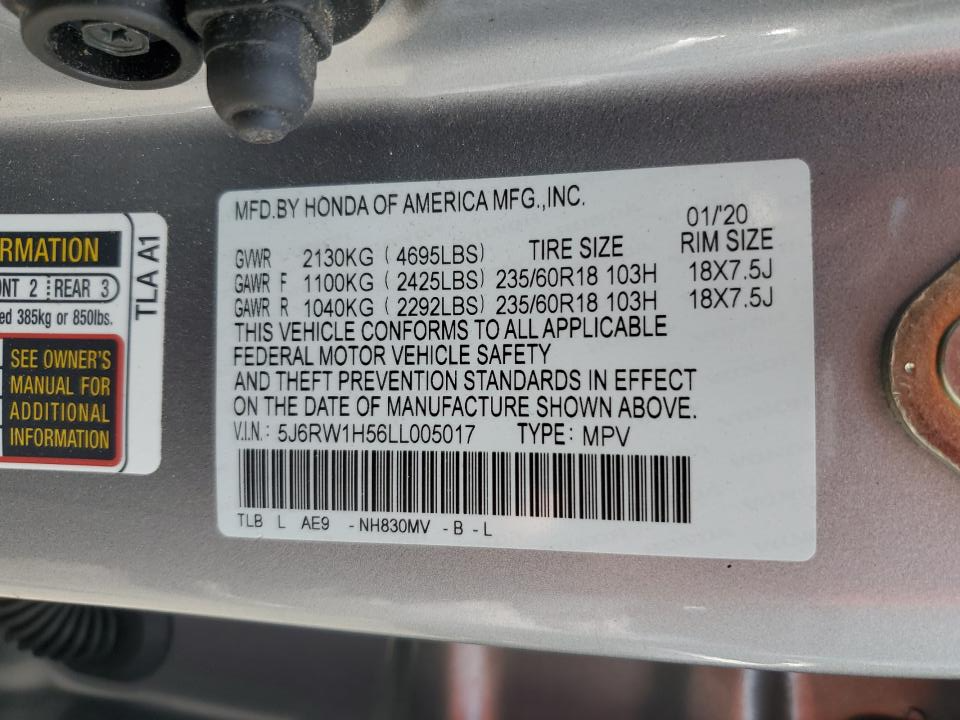 RMATION
NT 2 REAR 3
ed 385kg or 850lbs.
SEE OWNER'S
MANUAL FOR
ADDITIONAL
INFORMATION
TLA A1
MFD.BY HONDA OF AMERICA MFG.,INC.
01/'20
GVWR 2130KG (4695LBS) TIRE SIZE RIM SIZE
GAWR F 1100KG (2425LBS) 235/60R18 103H 18X7.5J
GAWR R 1040KG (2292LBS) 235/60R18 103H 18X7.5J
THIS VEHICLE CONFORMS TO ALL APPLICABLE
FEDERAL MOTOR VEHICLE SAFETY
AND THEFT PREVENTION STANDARDS IN EFFECT
ON THE DATE OF MANUFACTURE SHOWN ABOVE.
V.I.N.: 5J6RW1H56LL005017 TYPE: MPV
TLB L AE9 -NH830MV -B -L